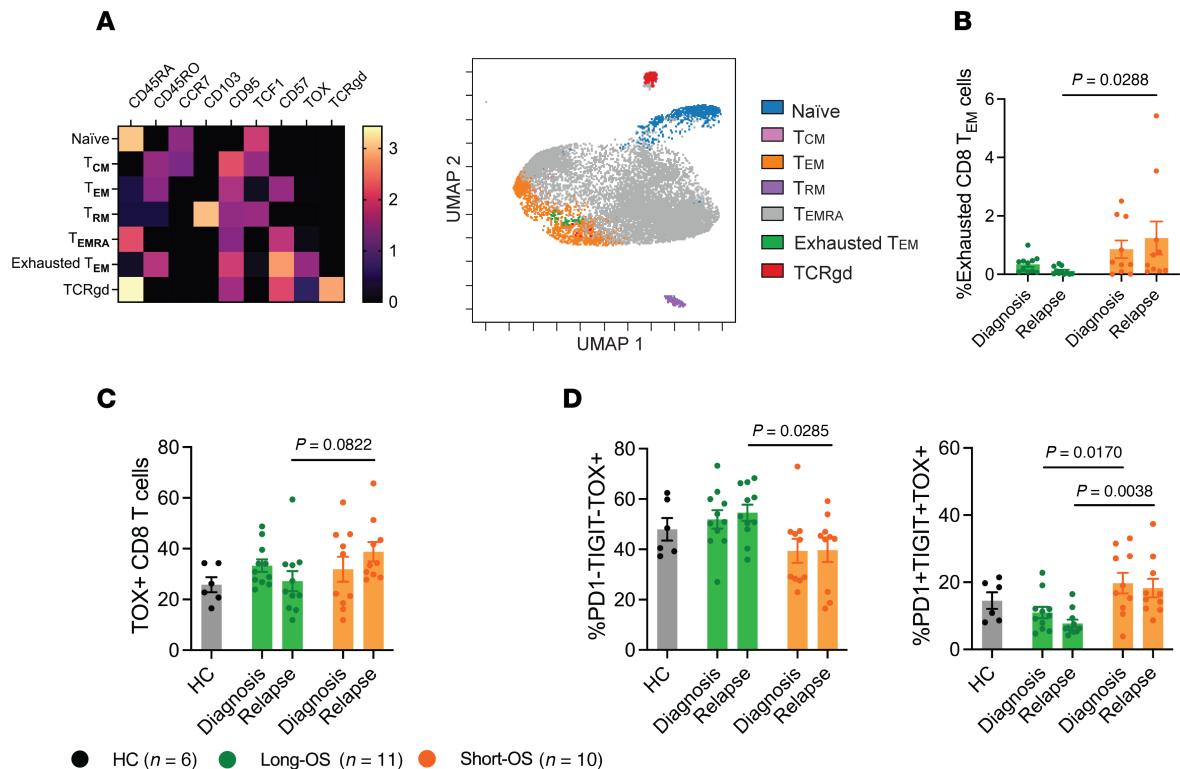 A
CD45RA
CD45RO
CCR7
CD103
CD95
TCF1
CD57
TOX
TCRgd
Naïve
TCM
TEM
TRM
TEMRA
Exhausted TEM
TCRgd
3
2
1
0
UMAP 2
UMAP 1
Naïve
TCM
TEM
TRM
TEMRA
Exhausted TEM
TCRgd
B
%Exhausted CD8 TEM cells
6
4
2
0
P = 0.0288
Diagnosis
Relapse
Diagnosis
Relapse
C
TOX+ CD8 T cells
80
60
40
20
0
P = 0.0822
HC
Diagnosis
Relapse
Diagnosis
Relapse
D
%PD1-TIGIT-TOX+
80
60
40
20
0
P = 0.0285
HC
Diagnosis
Relapse
Diagnosis
Relapse
%PD1+TIGIT+TOX+
60
40
20
0
P = 0.0170
P = 0.0038
HC
Diagnosis
Relapse
Diagnosis
Relapse
HC (n = 6) Long-OS (n = 11) Short-OS (n = 10)